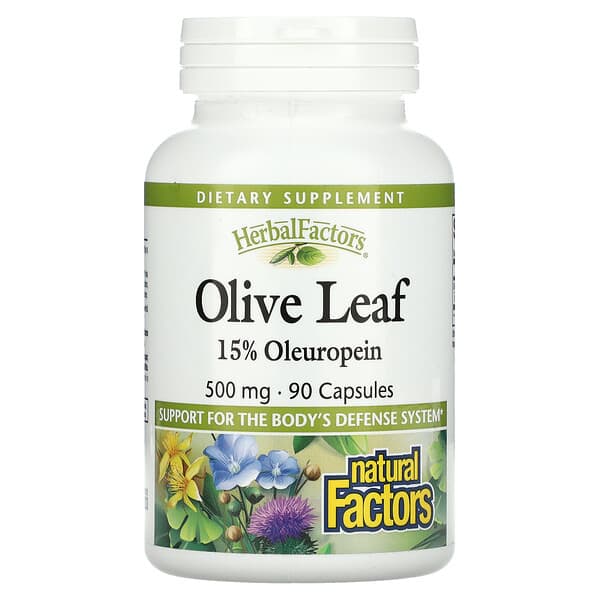 DIETARY SUPPLEMENT
HerbalFactors®
Olive Leaf
15% Oleuropein
500 mg · 90 Capsules
SUPPORT FOR THE BODY'S DEFENSE SYSTEM*
natural
Factors®